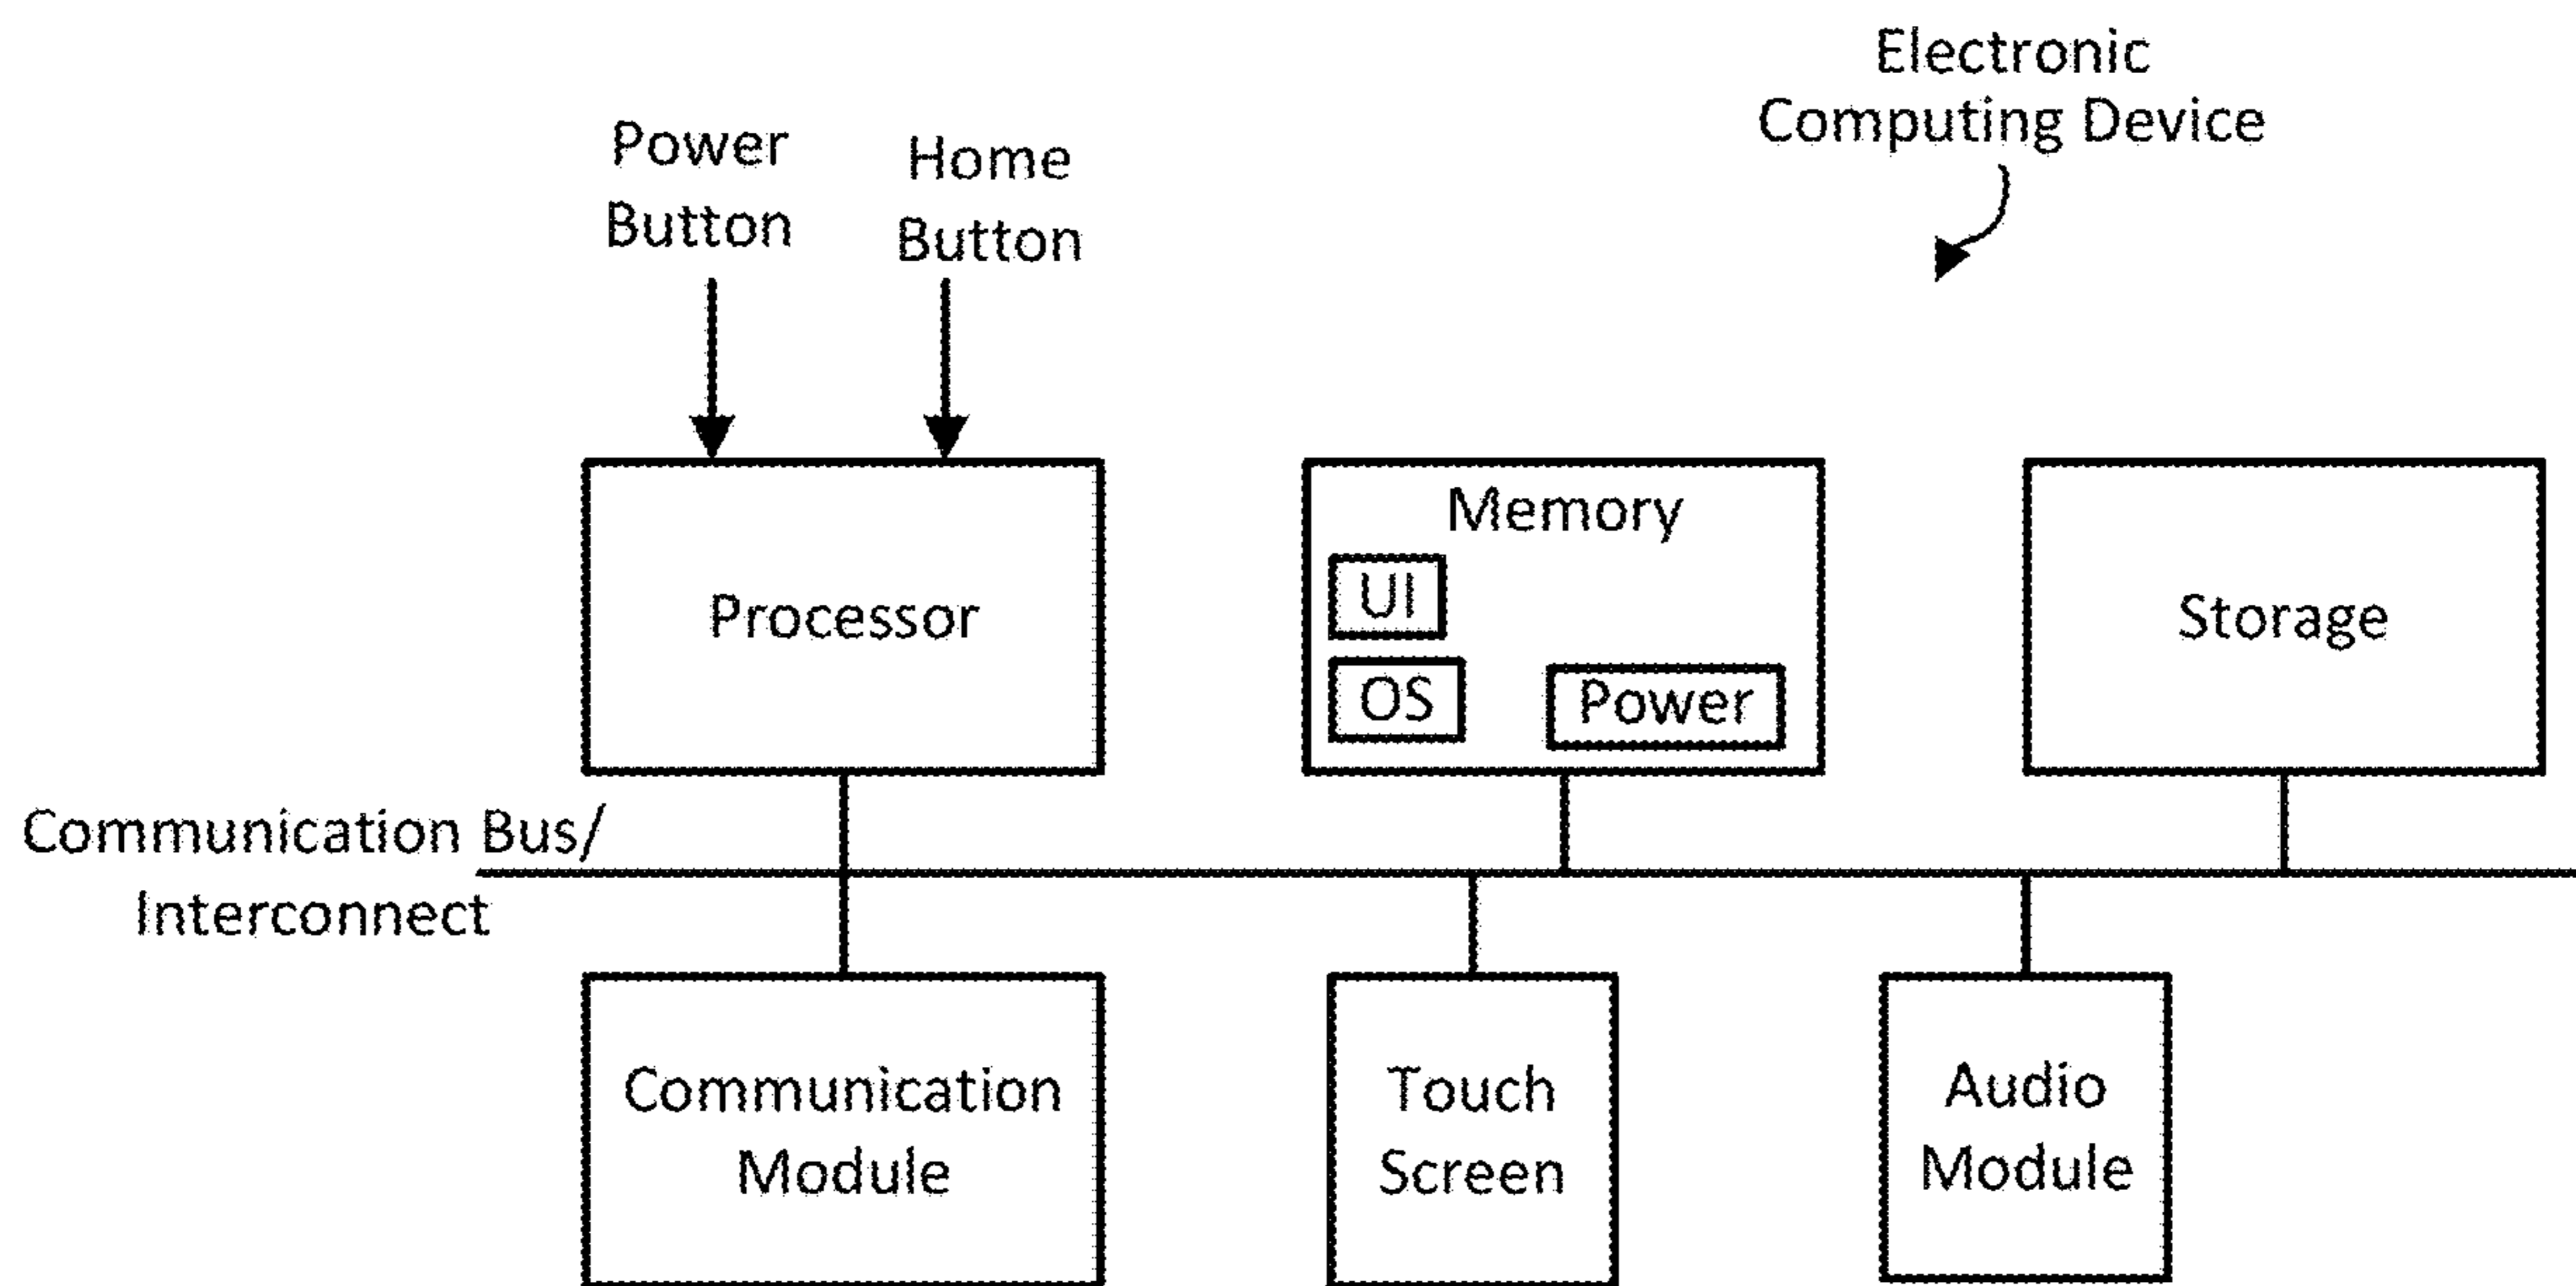 Electronic
Computing Device
Power
Button
Home
Button
Processor
Memory
UI
OS
Power
Storage
Communication Bus/
Interconnect
Communication
Module
Touch
Screen
Audio
Module